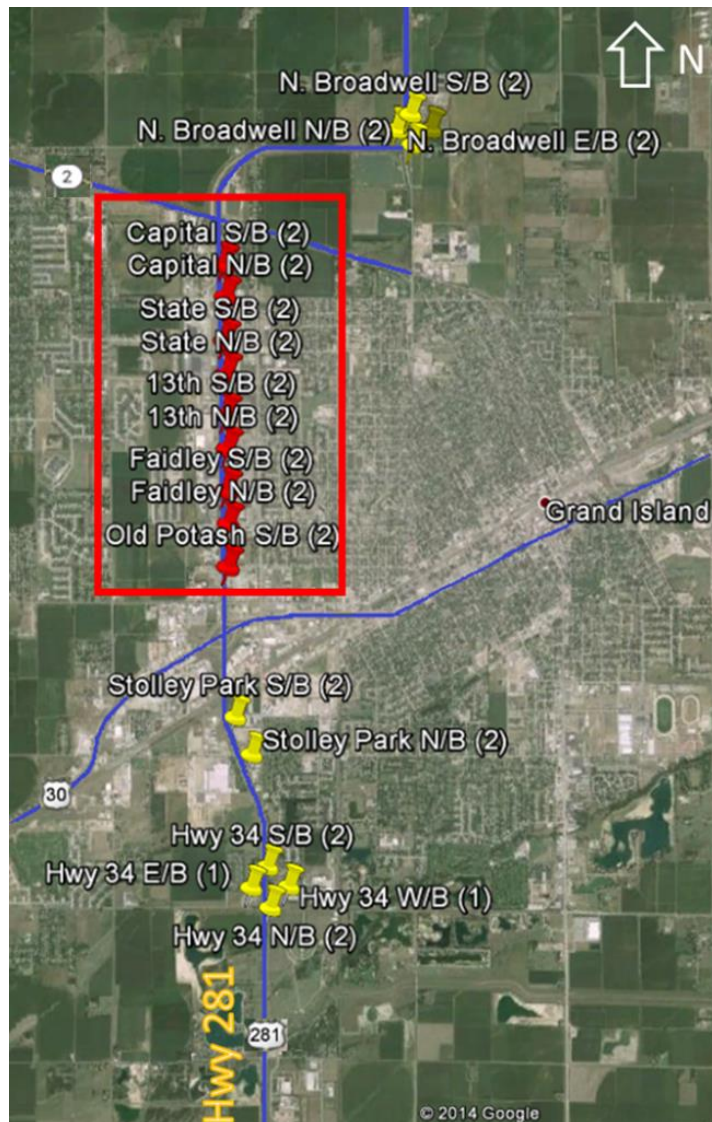 N
N. Broadwell S/B (2)
N. Broadwell N/B (2)
N. Broadwell E/B (2)
2
Capital S/B (2)
Capital N/B (2)
State S/B (2)
State N/B (2)
13th S/B (2)
13th N/B (2)
Faidley S/B (2)
Faidley N/B (2)
Grand Island
Old Potash S/B (2)
Stolley Park S/B (2)
Stolley Park N/B (2)
30
Hwy 34 S/B (2)
Hwy 34 E/B (1)
Hwy 34 W/B (1)
Hwy 34 N/B (2)
Hwy 281
281
© 2014 Google